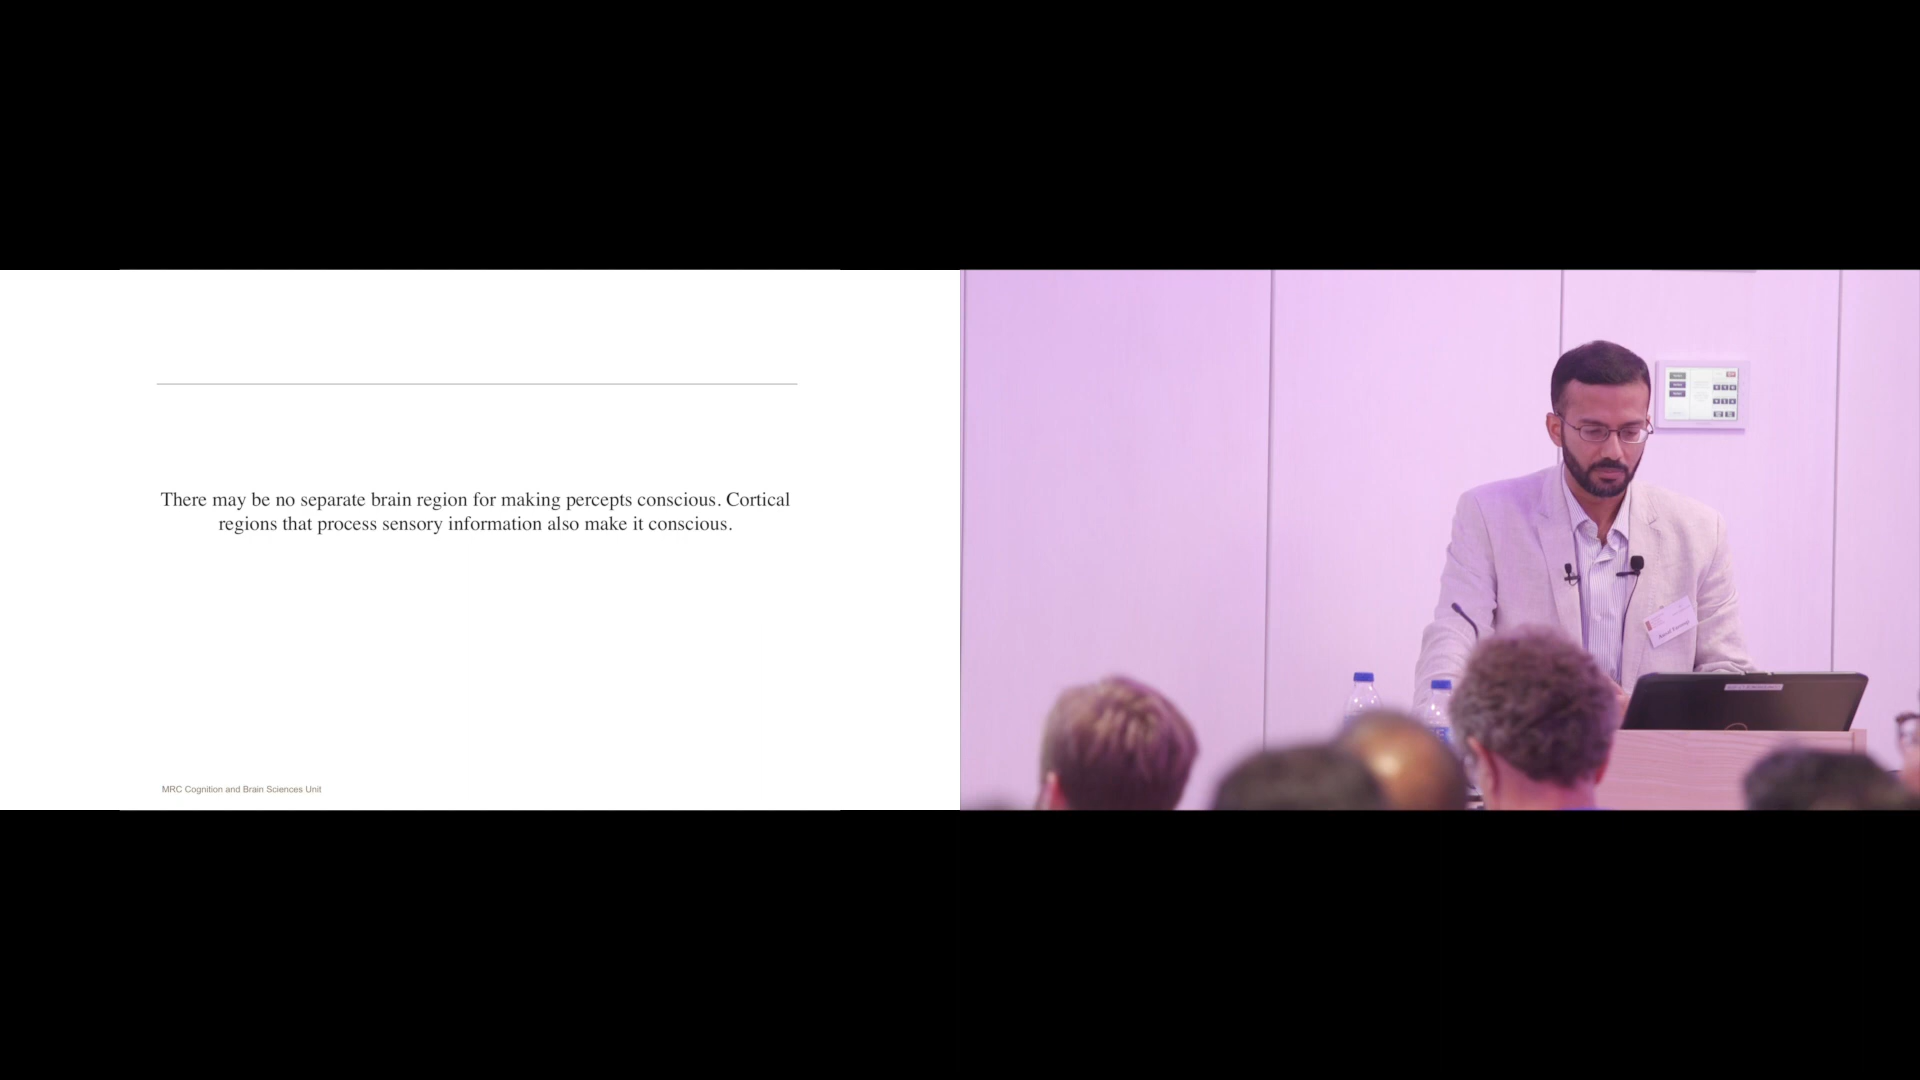 There may be no separate brain region for making percepts conscious. Cortical
regions that process sensory information also make it conscious.
MRC Cognition and Brain Sciences Unit